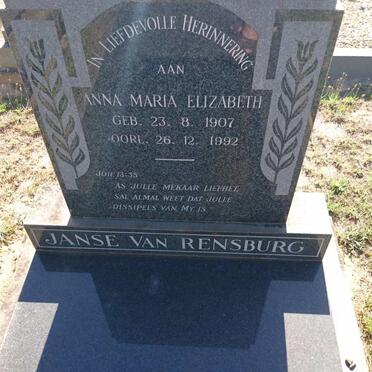 IN LIEFDEVOLLE HERINNERING
AAN
ANNA MARIA ELIZABETH
GEB. 23. 8. 1907
OORL. 26. 12. 1992
JOH 13:35
AS JULLE MEKAAR LIEFHEE
SAL ALMAL WEET DAT JULLE
DISSIPELS VAN MY IS
JANSE VAN RENSBURG